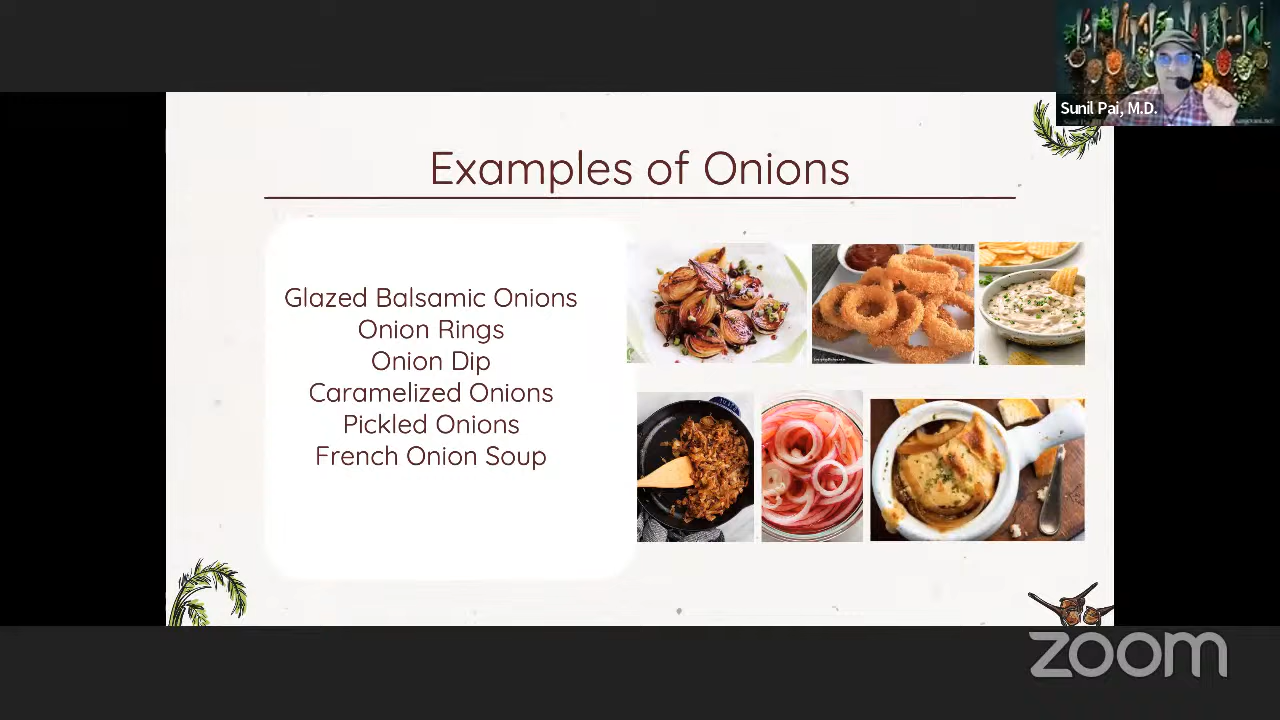 Sunil Pai, M.D.
Examples of Onions
Glazed Balsamic Onions
Onion Rings
Onion Dip
Caramelized Onions
Pickled Onions
French Onion Soup
zoom